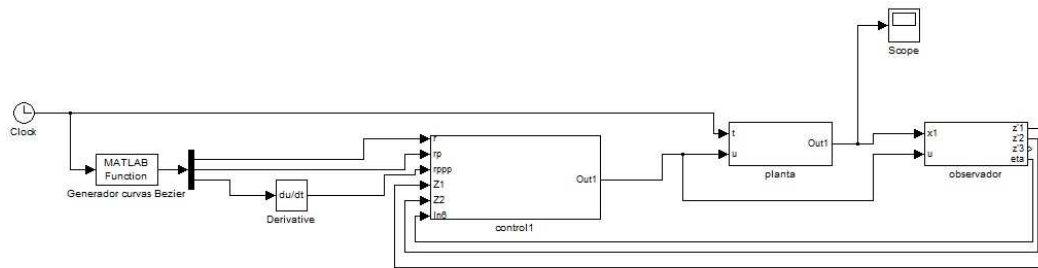 Scope
Clock
MATLAB
Function
Generador curvas Bezier
du/dt
Derivative
r
rp
rppp
Z1
Z2
In6
Out1
control1
t
u
Out1
planta
x1
u
z'1
z'2
z'3
eta
observador